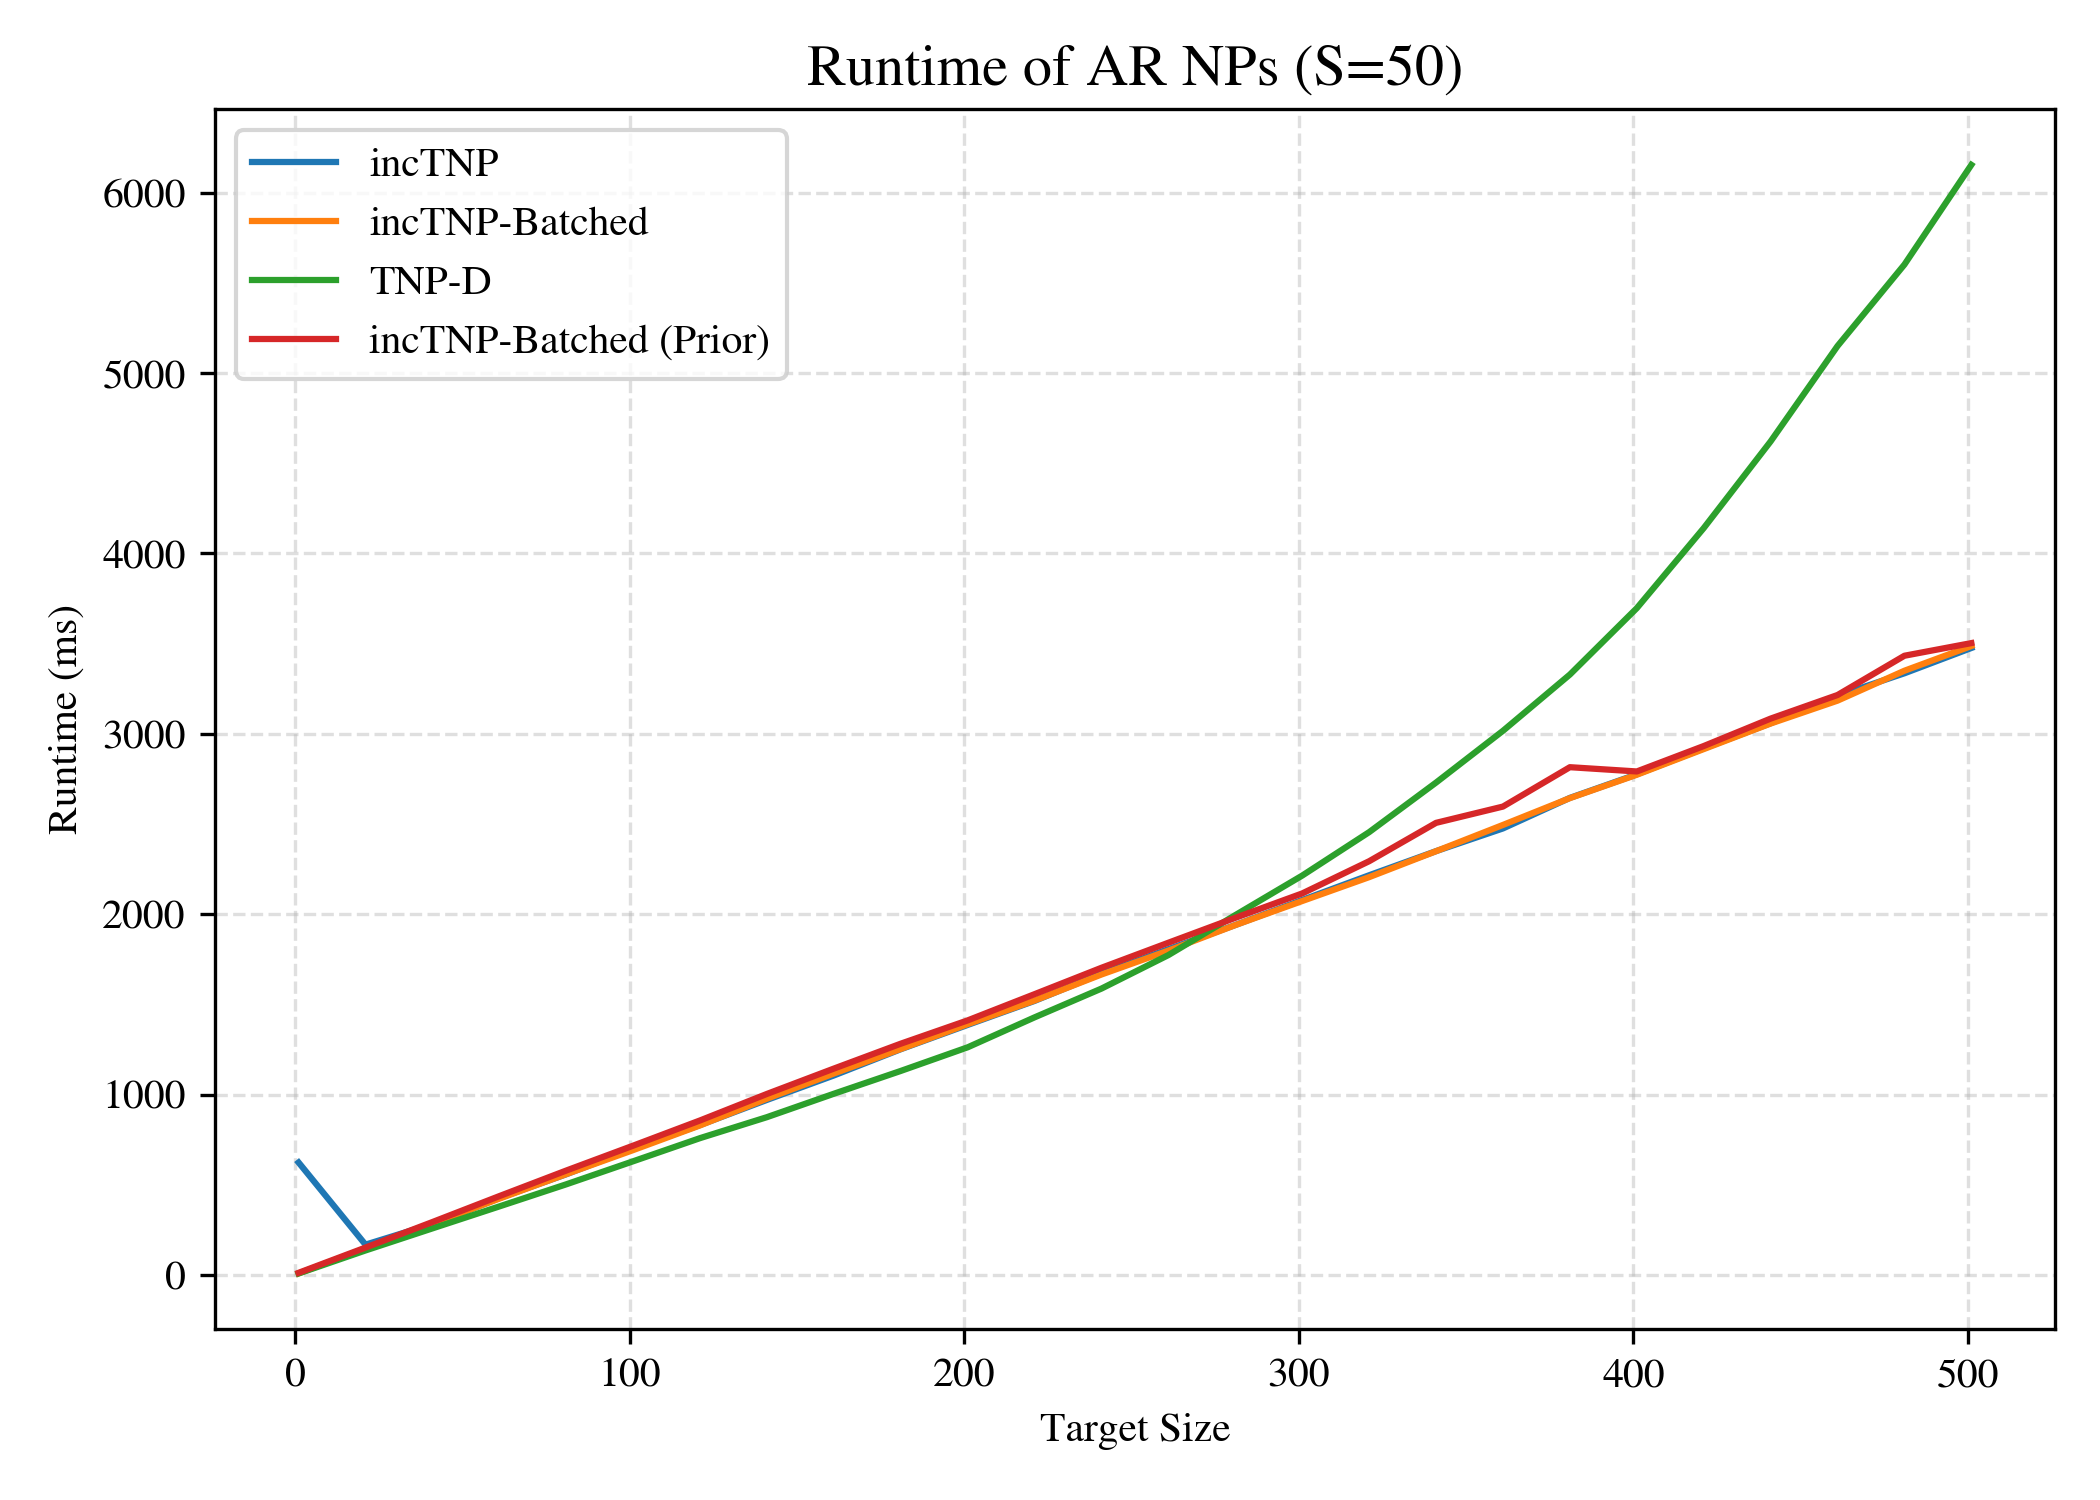 Runtime of AR NPs (S=50)
incTNP
incTNP-Batched
TNP-D
incTNP-Batched (Prior)
6000
5000
4000
3000
2000
1000
0
Runtime (ms)
0 100 200 300 400 500
Target Size